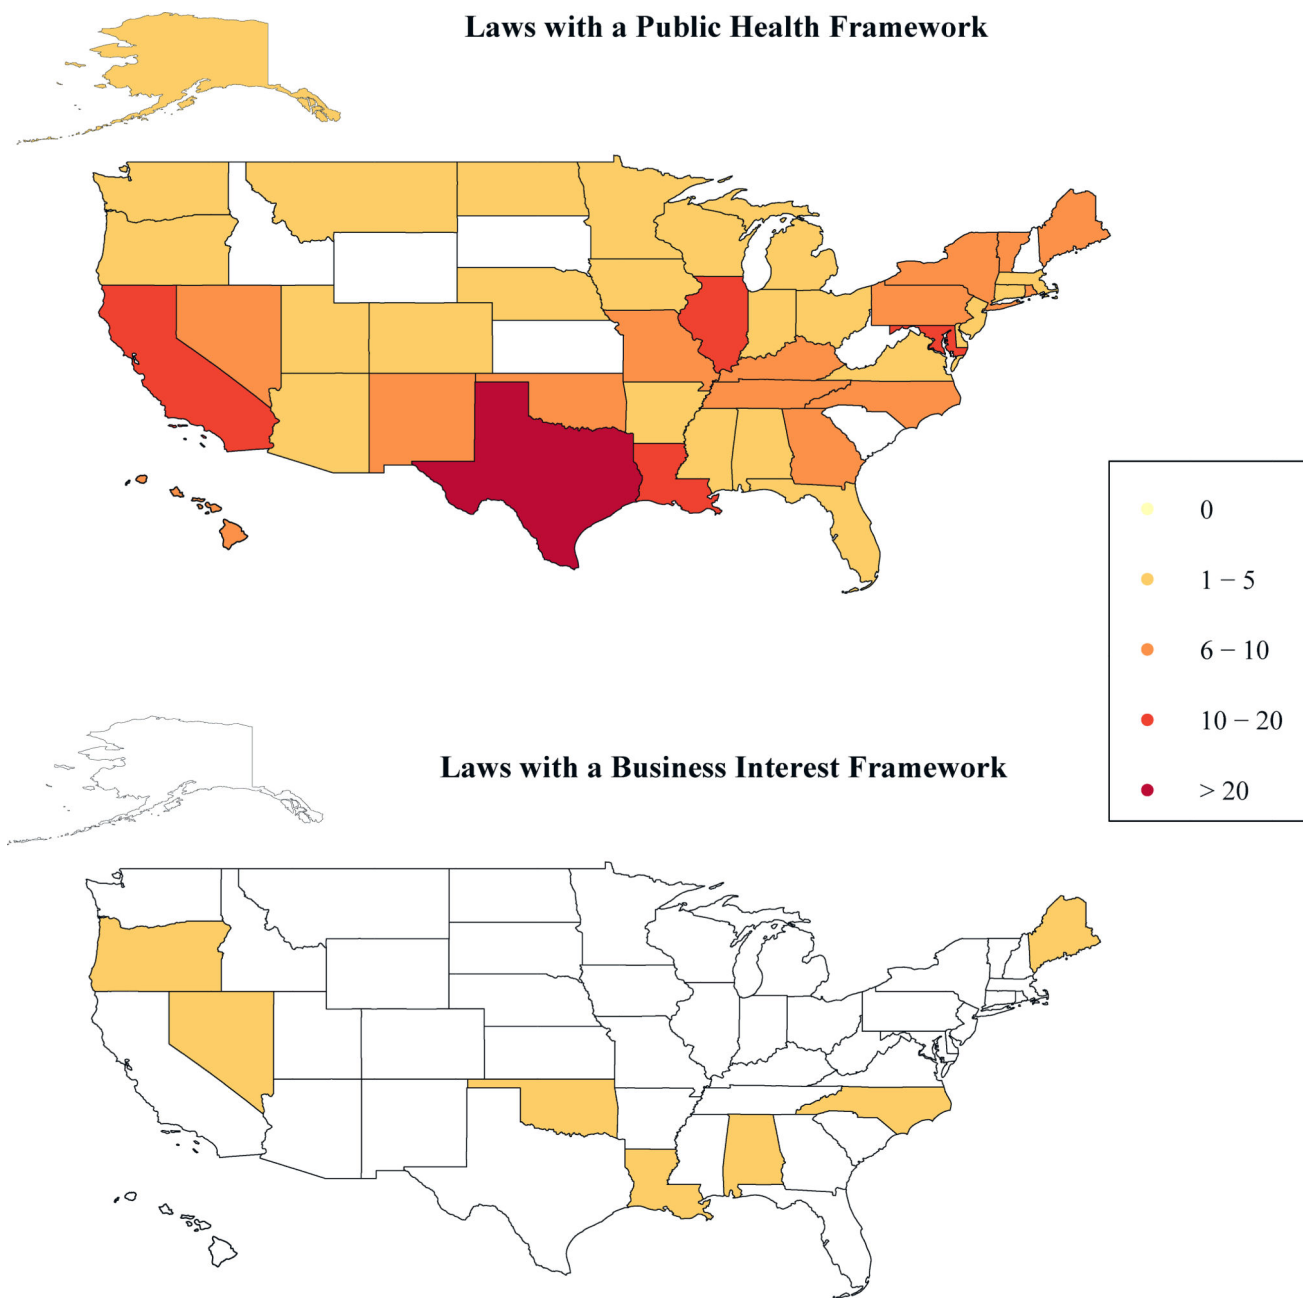 Laws with a Public Health Framework
0
1 − 5
6 − 10
10 − 20
> 20
Laws with a Business Interest Framework